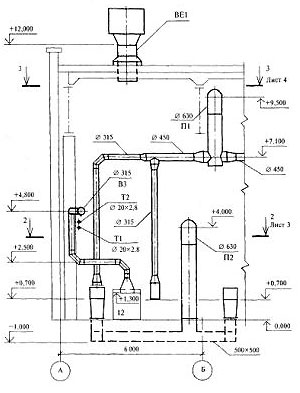 +12,000
ВЕ1
1
3
3
Лист 4
∅ 630
П1
+9,500
∅ 315
∅ 450
+7,100
∅ 450
∅ 315
В3
+4,800
Т2
∅ 20×2.8
2
∅ 315
+4,000
2
Лист 3
Т1
∅ 20×2.8
+2,500
∅ 630
П2
+0,700
+1,300
+0,700
12
0,000
-1,000
500×500
6 000
А
Б